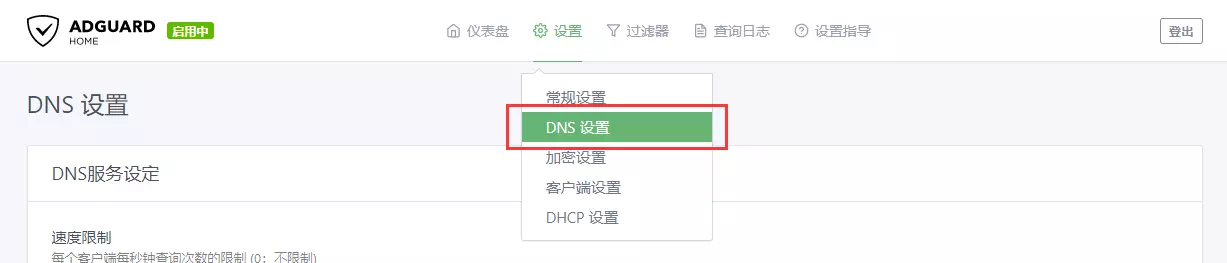 ADGUARD
HOME
启用中
仪表盘 设置 过滤器 查询日志 设置指导 登出
常规设置
DNS 设置
加密设置
客户端设置
DHCP 设置
DNS 设置
DNS服务设定
速度限制
每个客户端每秒钟查询次数的限制 (0：不限制)